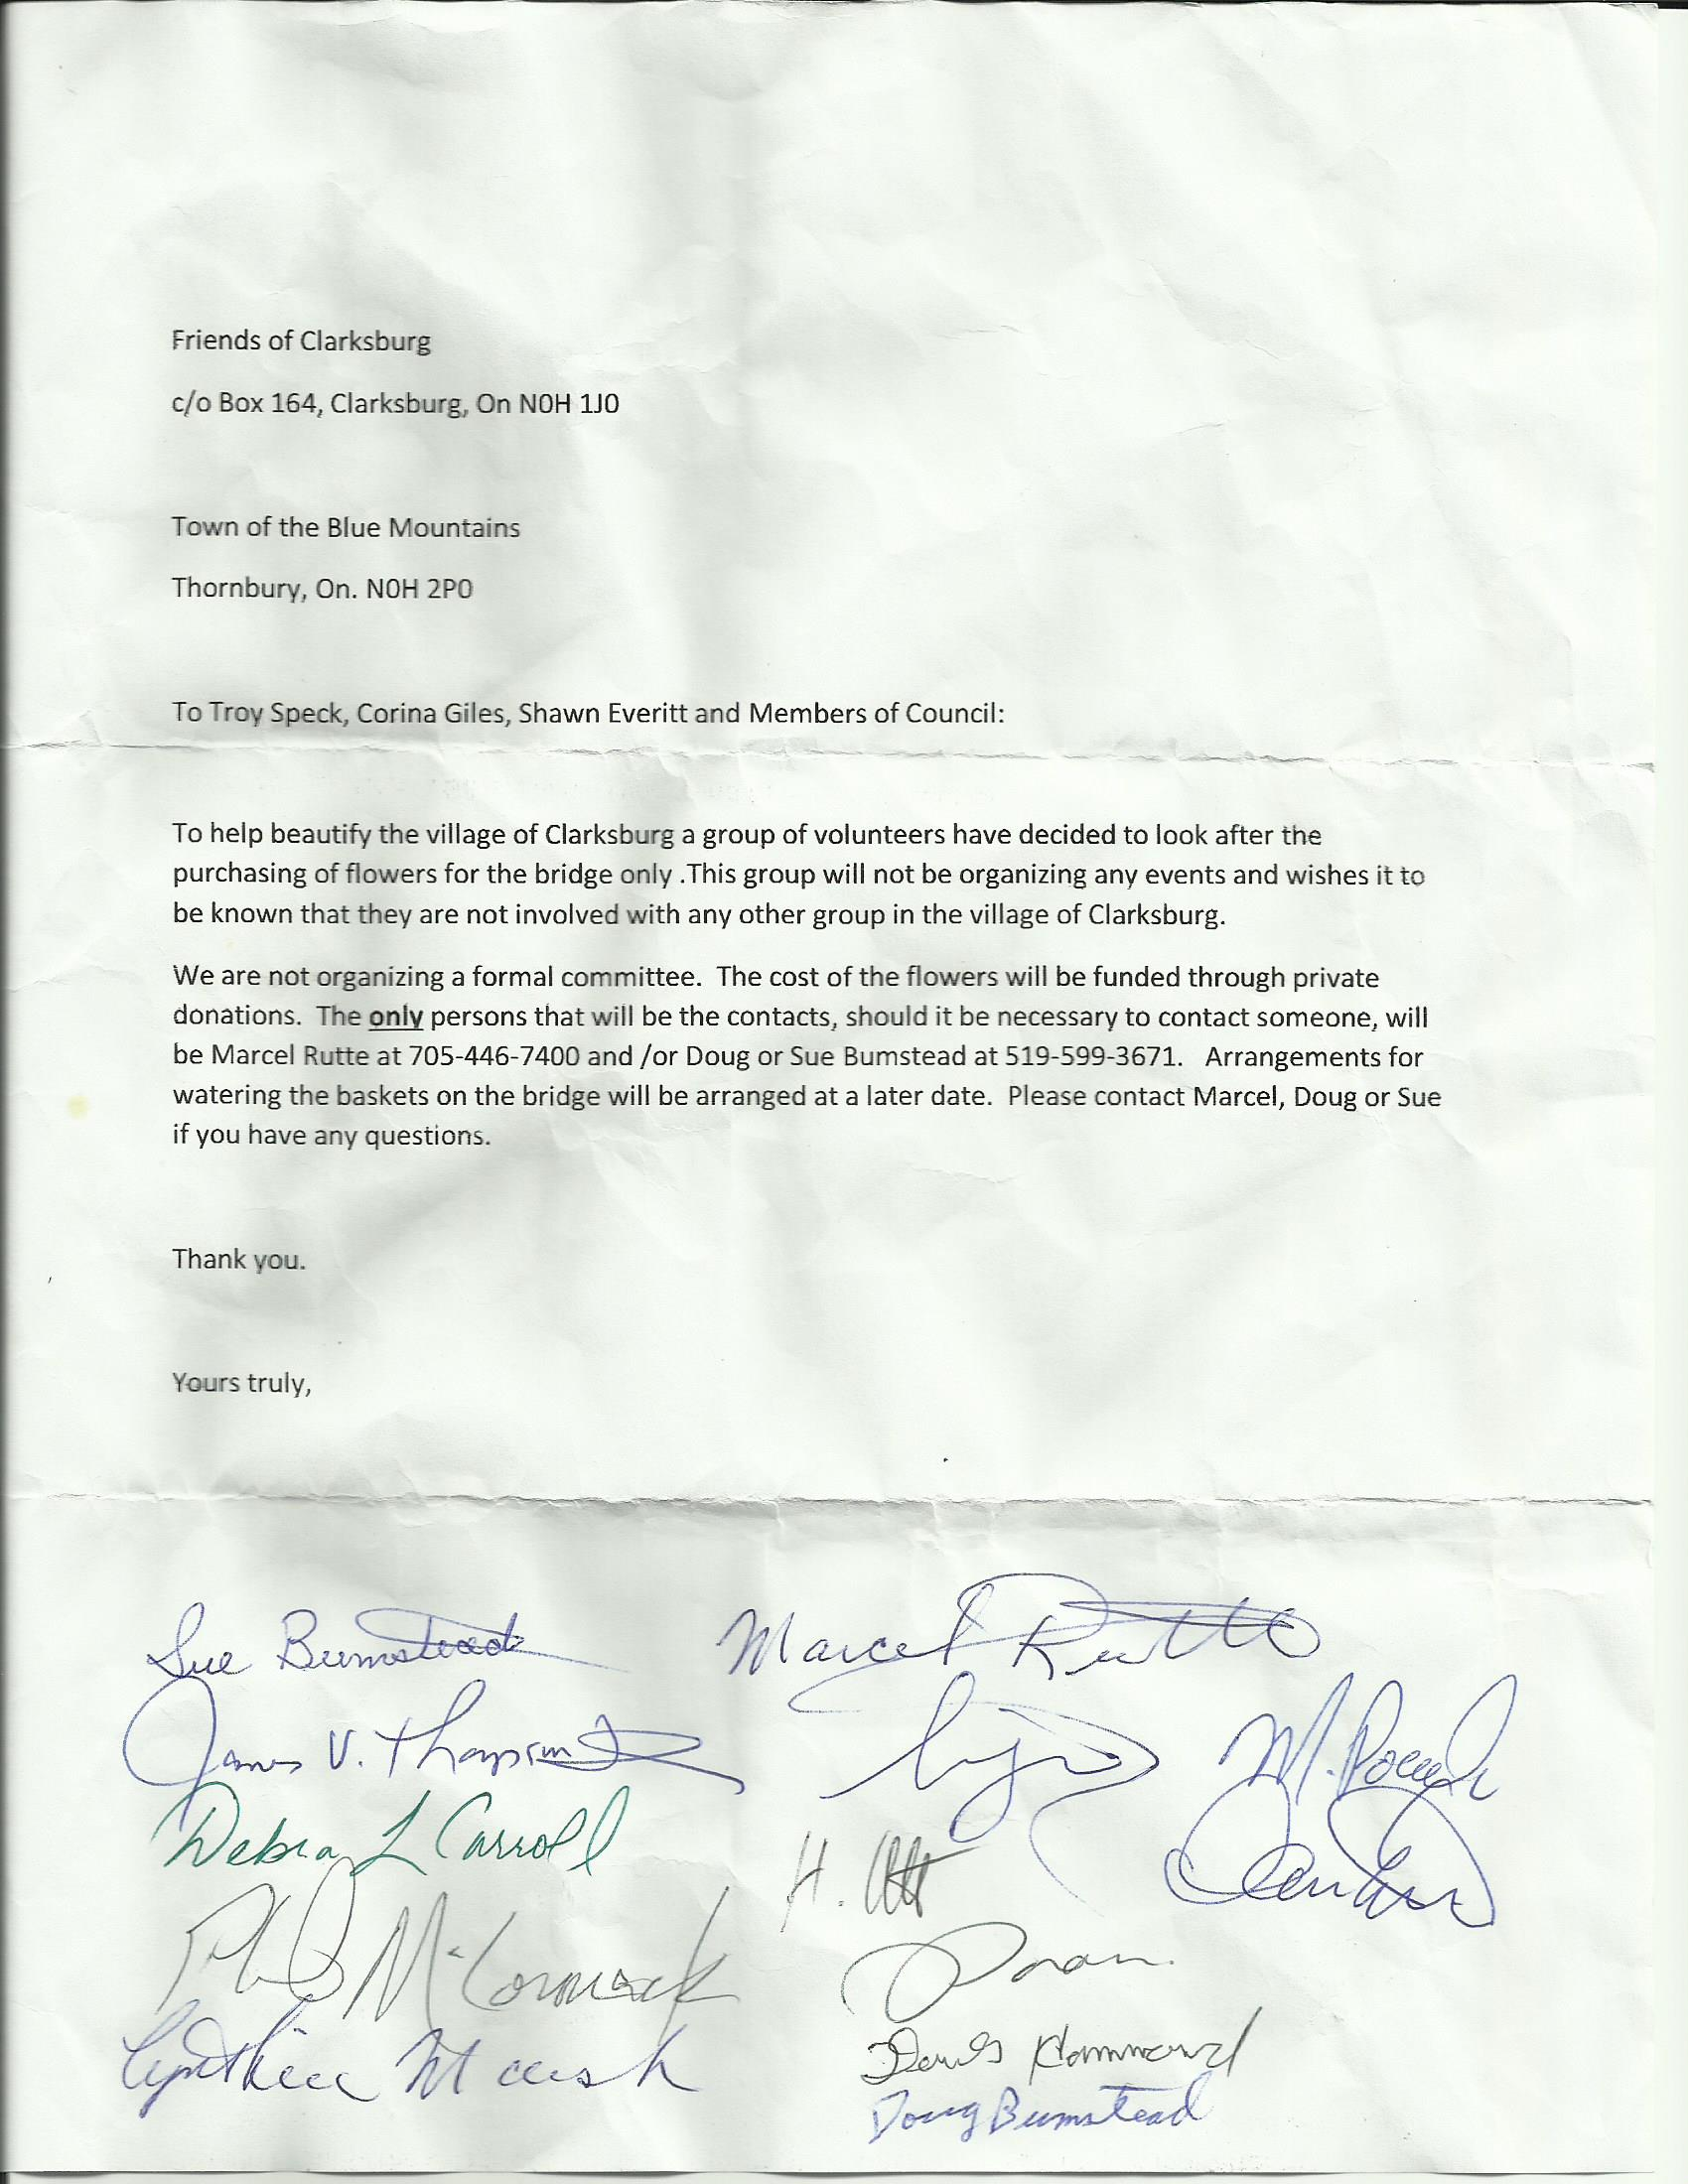 Friends of Clarksburg
c/o Box 164, Clarksburg, On N0H 1J0
Town of the Blue Mountains
Thornbury, On. N0H 2P0
To Troy Speck, Corina Giles, Shawn Everitt and Members of Council:
To help beautify the village of Clarksburg a group of volunteers have decided to look after the
purchasing of flowers for the bridge only .This group will not be organizing any events and wishes it to
be known that they are not involved with any other group in the village of Clarksburg.
We are not organizing a formal committee.  The cost of the flowers will be funded through private
donations.  The only persons that will be the contacts, should it be necessary to contact someone, will
be Marcel Rutte at 705-446-7400 and /or Doug or Sue Bumstead at 519-599-3671.   Arrangements for
watering the baskets on the bridge will be arranged at a later date.  Please contact Marcel, Doug or Sue
if you have any questions.
Thank you.
Yours truly,
Sue Bumstead Marcel Rutte
James V. Thompson M.
Debra L Carroll H.
McCormack
Cynthia Marsh
Hammond
Doug Bumstead